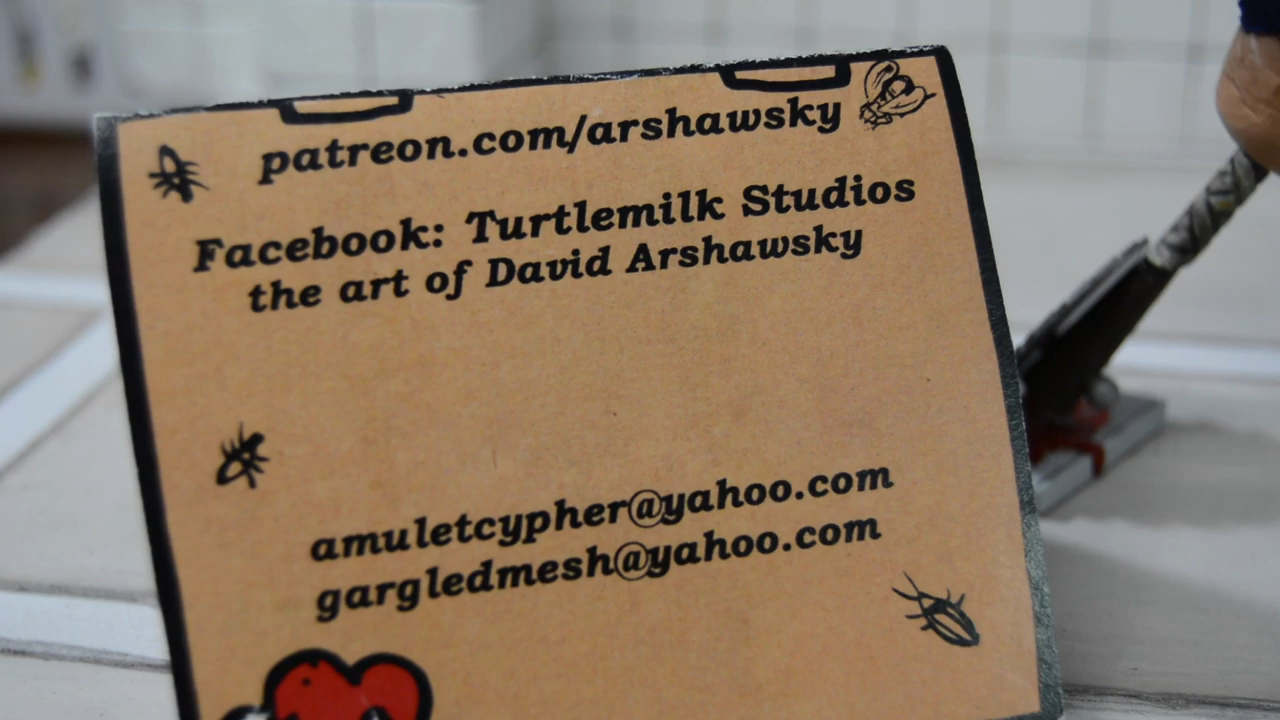 patreon.com/arshawsky
Facebook: Turtlemilk Studios
the art of David Arshawsky
amuletcypher@yahoo.com
gargledmesh@yahoo.com